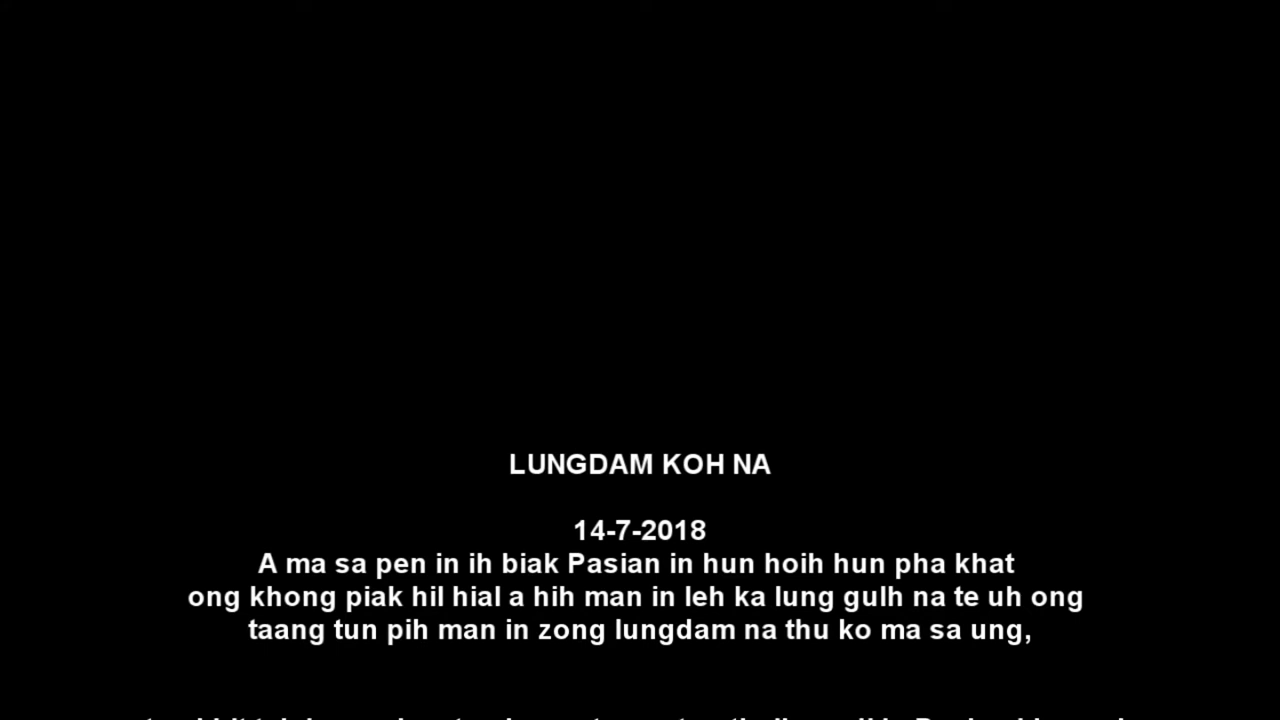 LUNGDAM KOH NA
14-7-2018
A ma sa pen in ih biak Pasian in hun hoih hun pha khat
ong khong piak hil hial a hih man in leh ka lung gulh na te uh ong
taang tun pih man in zong lungdam na thu ko ma sa ung,